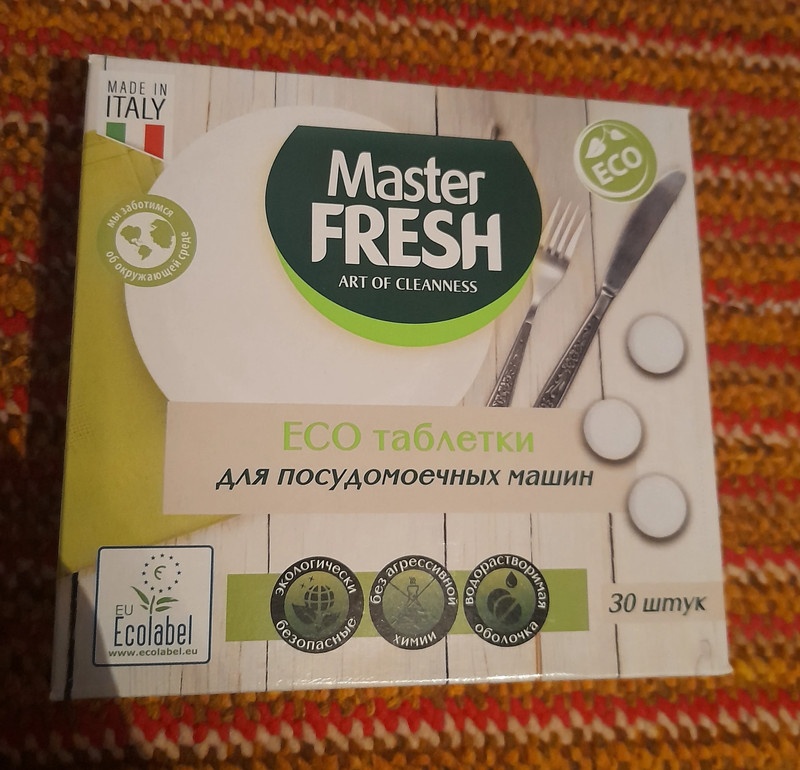 MADE IN
ITALY
Master
FRESH
ART OF CLEANNESS
ECO
мы заботимся
об окружающей среде
ECO таблетки
для посудомоечных машин
EU
Ecolabel
www.ecolabel.eu
экологически
безопасные
без агрессивной
химии
водорастворимая
оболочка
30 штук